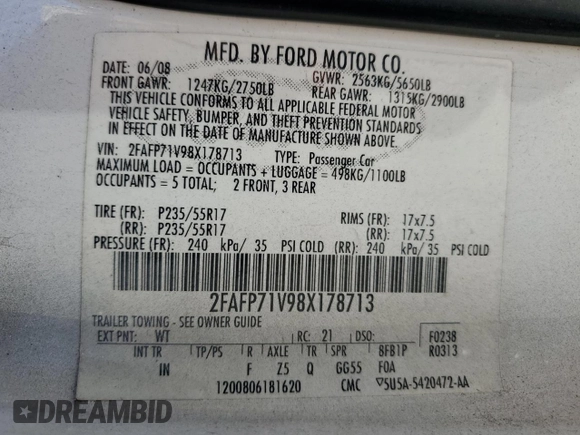 MFD. BY FORD MOTOR CO.
DATE: 06/08 GVWR: 2563KG/5650LB
FRONT GAWR: 1247KG/2750LB REAR GAWR: 1315KG/2900LB
THIS VEHICLE CONFORMS TO ALL APPLICABLE FEDERAL MOTOR
VEHICLE SAFETY, BUMPER, AND THEFT PREVENTION STANDARDS
IN EFFECT ON THE DATE OF MANUFACTURE SHOWN ABOVE.
VIN: 2FAFP71V98X178713 TYPE: Passenger Car
MAXIMUM LOAD = OCCUPANTS + LUGGAGE = 498KG/1100LB
OCCUPANTS = 5 TOTAL; 2 FRONT, 3 REAR
TIRE (FR): P235/55R17 RIMS (FR): 17x7.5
(RR): P235/55R17 (RR): 17x7.5
PRESSURE (FR): 240 kPa/ 35 PSI COLD (RR): 240 kPa/ 35 PSI COLD
2FAFP71V98X178713
TRAILER TOWING - SEE OWNER GUIDE
EXT PNT: WT RC: 21 DSO: F0238
INT TR TP/PS R AXLE TR SPR 8FB1P R0313
IN F Z5 Q GG55 F0A
1200806181620 CMC 5U5A-5420472-AA
DREAMBID